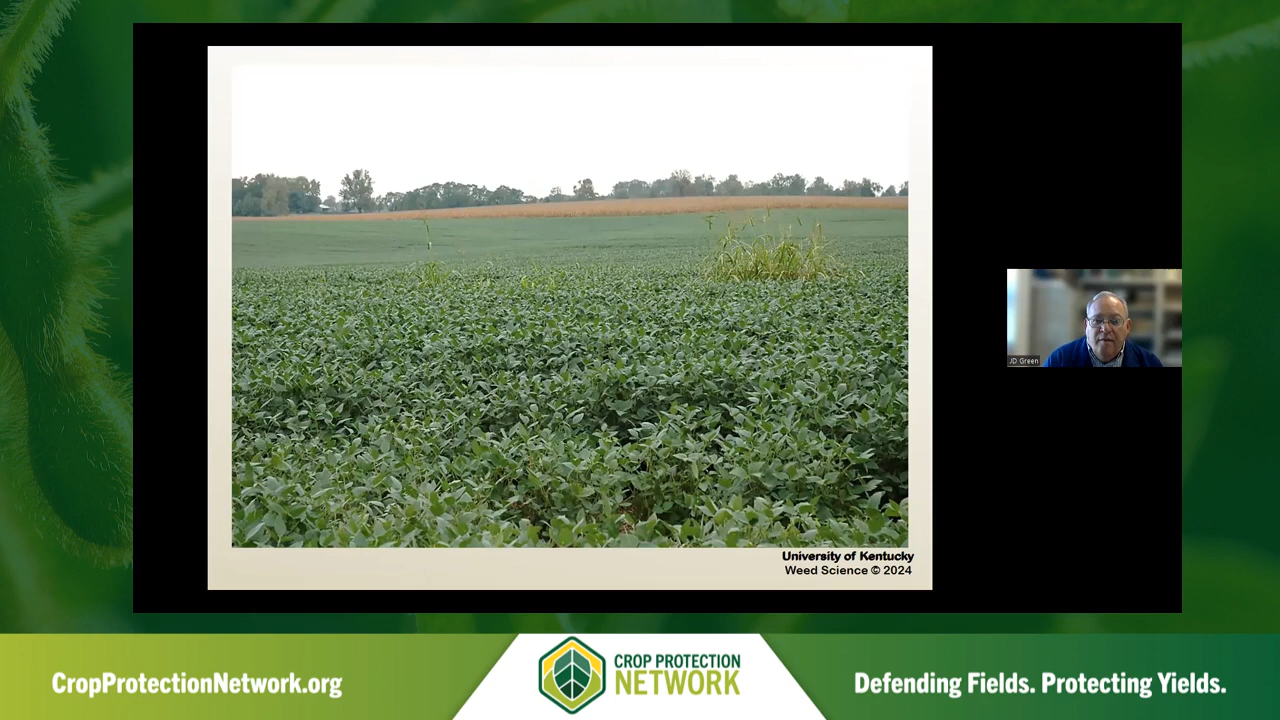 University of Kentucky
Weed Science © 2024
JD Green
CropProtectionNetwork.org
CROP PROTECTION
NETWORK
Defending Fields. Protecting Yields.